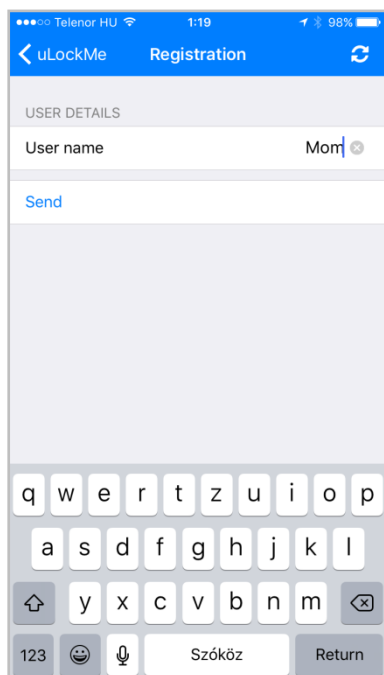 Telenor HU 1:19 98%
uLockMe Registration
USER DETAILS
User name Mom
Send
q w e r t z u i o p
a s d f g h j k l
y x c v b n m
123 Szóköz Return